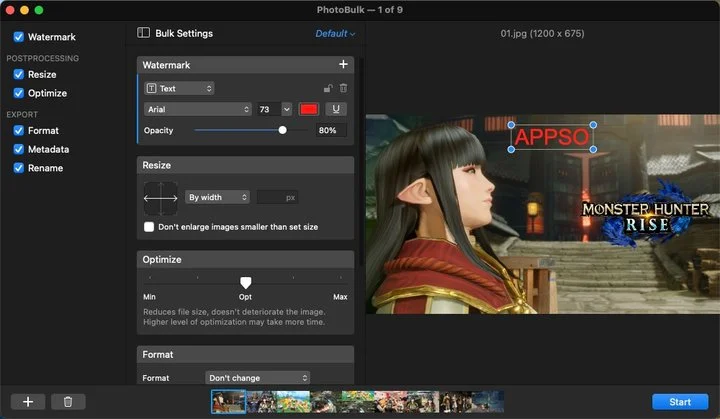 PhotoBulk — 1 of 9
Watermark
POSTPROCESSING
Resize
Optimize
EXPORT
Format
Metadata
Rename
Bulk Settings
Default
Watermark
Text
Arial
73
U
Opacity
80%
Resize
By width
px
Don't enlarge images smaller than set size
Optimize
Min
Opt
Max
Reduces file size, doesn't deteriorate the image.
Higher level of optimization may take more time.
Format
Format
Don't change
01.jpg (1200 x 675)
APPSO
MONSTER HUNTER
RISE
Start